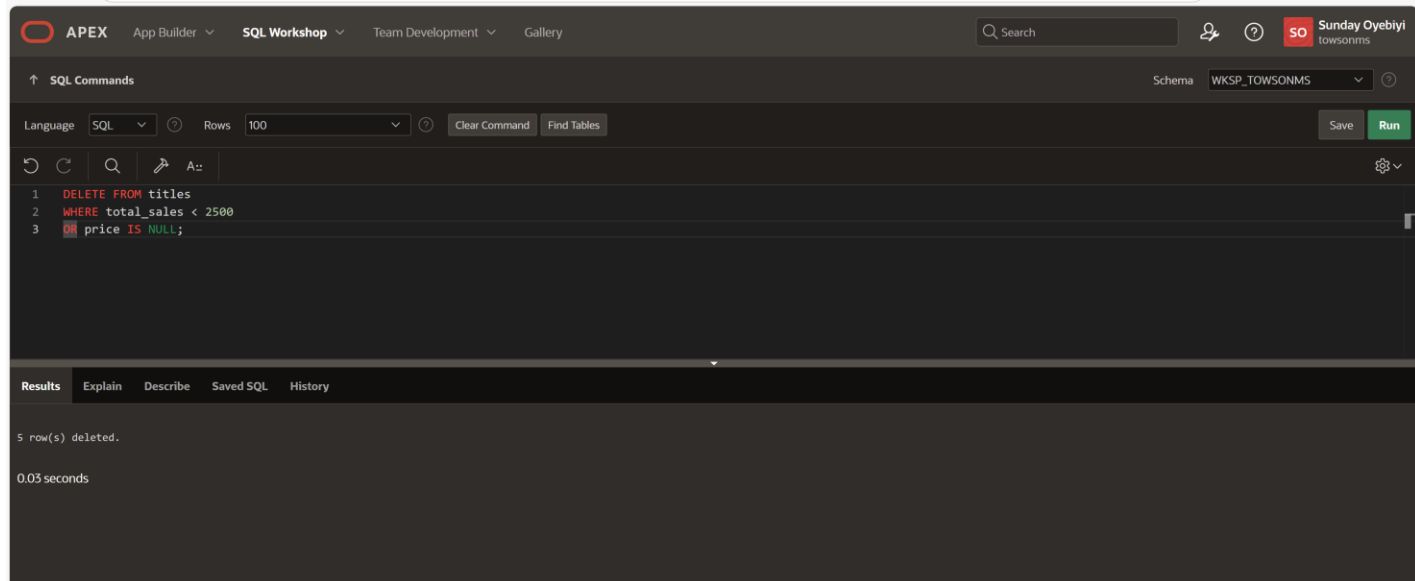 APEX App Builder SQL Workshop Team Development Gallery Search SO Sunday Oyebiyi
towsonms
SQL Commands Schema WKSP_TOWSONMS
Language SQL Rows 100 Clear Command Find Tables Save Run
A::
1 DELETE FROM titles
2 WHERE total_sales < 2500
3 OR price IS NULL;
Results Explain Describe Saved SQL History
5 row(s) deleted.
0.03 seconds